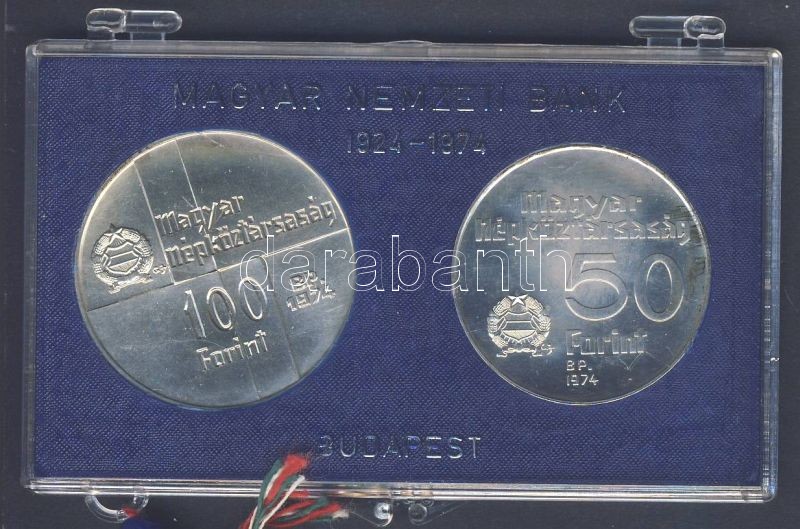 MAGYAR NEMZETI BANK
1924-1974
Magyar
Népköztársaság
100
BP.
1974
Forint
Magyar
Népköztársaság
50
Forint
BP.
1974
darabanth
BUDAPEST